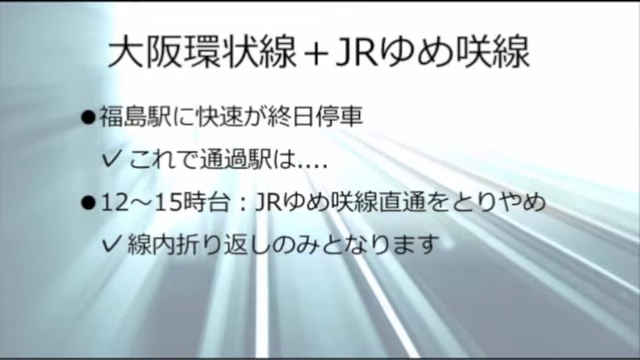 大阪環状線＋JRゆめ咲線
●福島駅に快速が終日停車
✓これで通過駅は....
●12～15時台：JRゆめ咲線直通をとりやめ
✓線内折り返しのみとなります